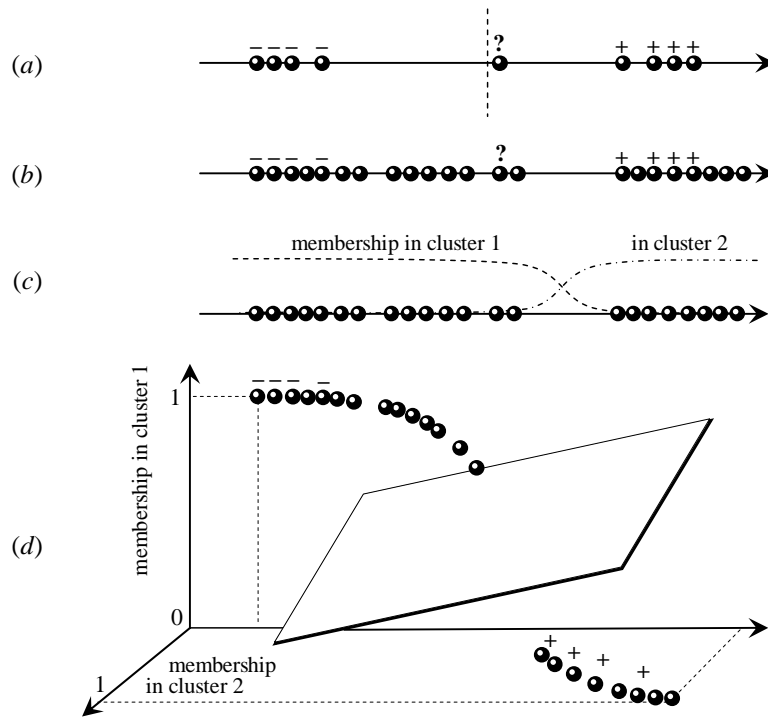 ?
– – – –
+ + + +
(a)
?
– – – –
+ + + +
(b)
membership in cluster 1
in cluster 2
(c)
– – – –
1
membership in cluster 1
(d)
0
+ + + +
1
membership
in cluster 2